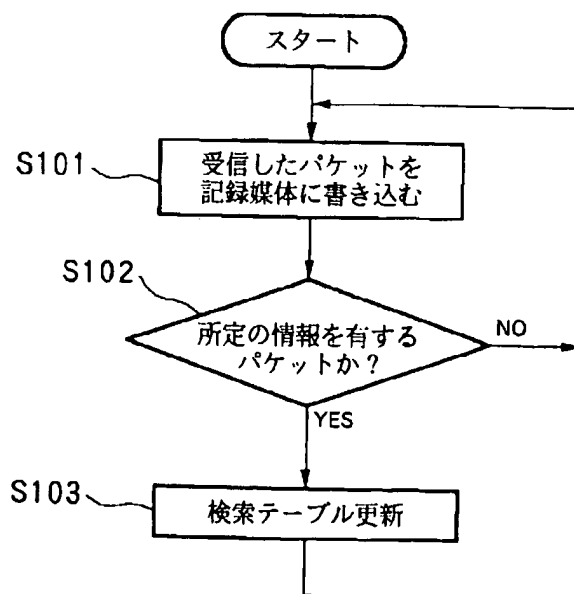 スタート
S101
受信したパケットを
記録媒体に書き込む
S102
所定の情報を有する
パケットか？
NO
YES
S103
検索テーブル更新